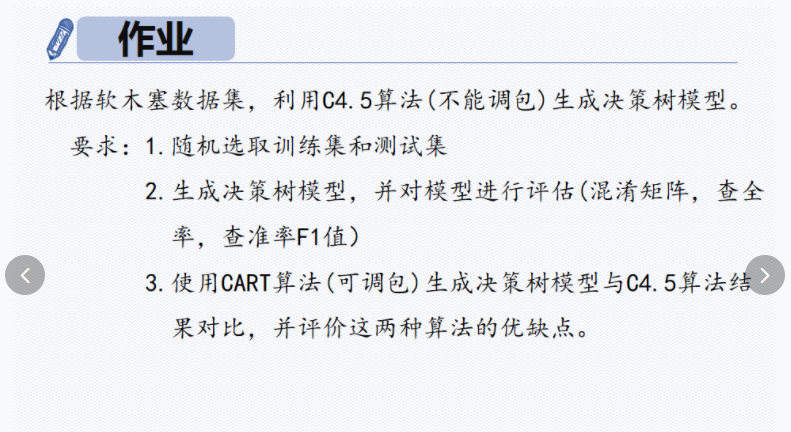 作业
根据软木塞数据集，利用C4.5算法(不能调包)生成决策树模型。
要求：1.随机选取训练集和测试集
2.生成决策树模型，并对模型进行评估(混淆矩阵，查全
率，查准率F1值）
3.使用CART算法(可调包)生成决策树模型与C4.5算法结
果对比，并评价这两种算法的优缺点。